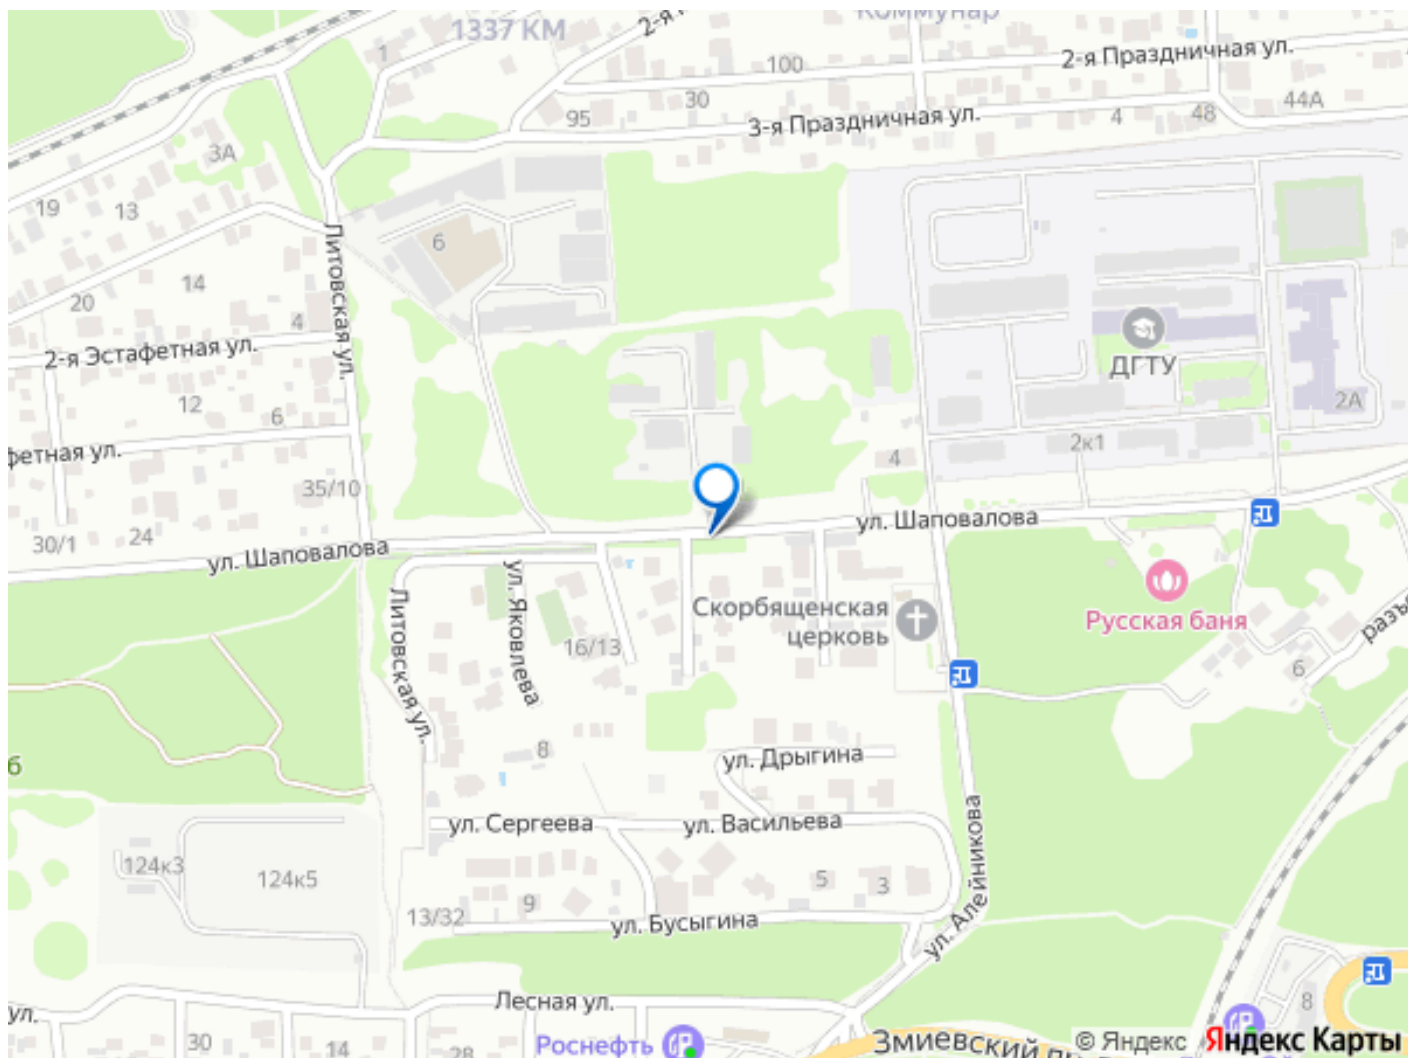 1337 КМ
Коммунар
1
2-я Праздничная ул.
100
30
95
3-я Праздничная ул.
4
48
44А
3А
19
13
Литовская ул.
6
14
20
4
2-я Эстафетная ул.
ДГТУ
12
6
2А
2к1
4
35/10
24
30/1
ул. Шаповалова
ул. Шаповалова
ул. Яковлева
Литовская ул.
Скорбященская
церковь
Русская баня
16/13
6
8
ул. Дрыгина
ул. Сергеева
ул. Васильева
ул. Алейникова
124к3
124к5
5
3
9
13/32
ул. Бусыгина
Лесная ул.
ул.
30
14
28
8
Роснефть
Змиевский
© Яндекс Яндекс Карты